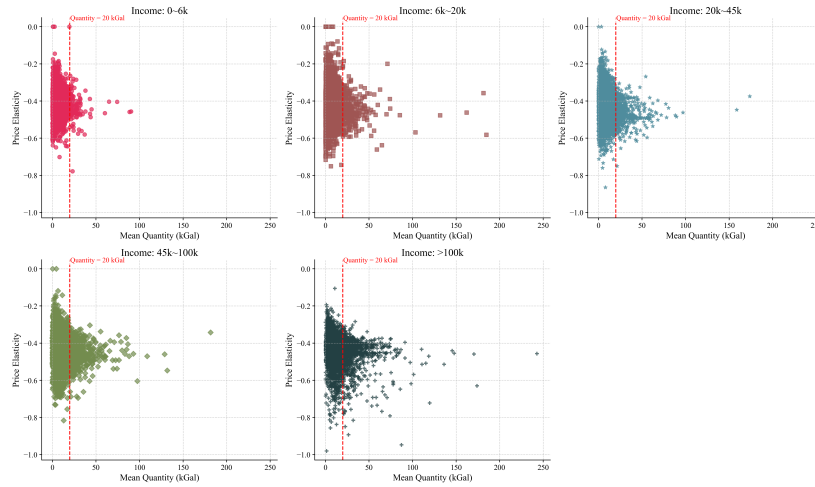 Income: 0~6k
Quantity = 20 kGal
Price Elasticity
0.0
−0.2
−0.4
−0.6
−0.8
−1.0
0 50 100 150 200 250
Mean Quantity (kGal)
Income: 6k~20k
Quantity = 20 kGal
Price Elasticity
0.0
−0.2
−0.4
−0.6
−0.8
−1.0
0 50 100 150 200 250
Mean Quantity (kGal)
Income: 20k~45k
Quantity = 20 kGal
Price Elasticity
0.0
−0.2
−0.4
−0.6
−0.8
−1.0
0 50 100 150 200 250
Mean Quantity (kGal)
Income: 45k~100k
Quantity = 20 kGal
Price Elasticity
0.0
−0.2
−0.4
−0.6
−0.8
−1.0
0 50 100 150 200 250
Mean Quantity (kGal)
Income: >100k
Quantity = 20 kGal
Price Elasticity
0.0
−0.2
−0.4
−0.6
−0.8
−1.0
0 50 100 150 200 250
Mean Quantity (kGal)